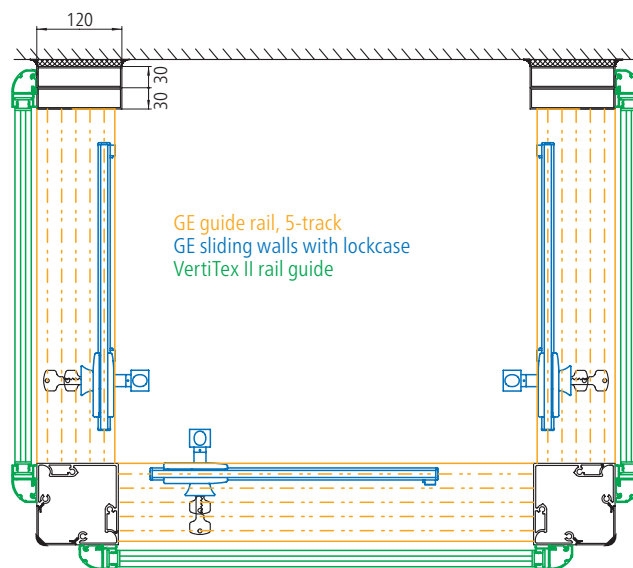 120
30
30
GE guide rail, 5-track
GE sliding walls with lockcase
VertiTex II rail guide